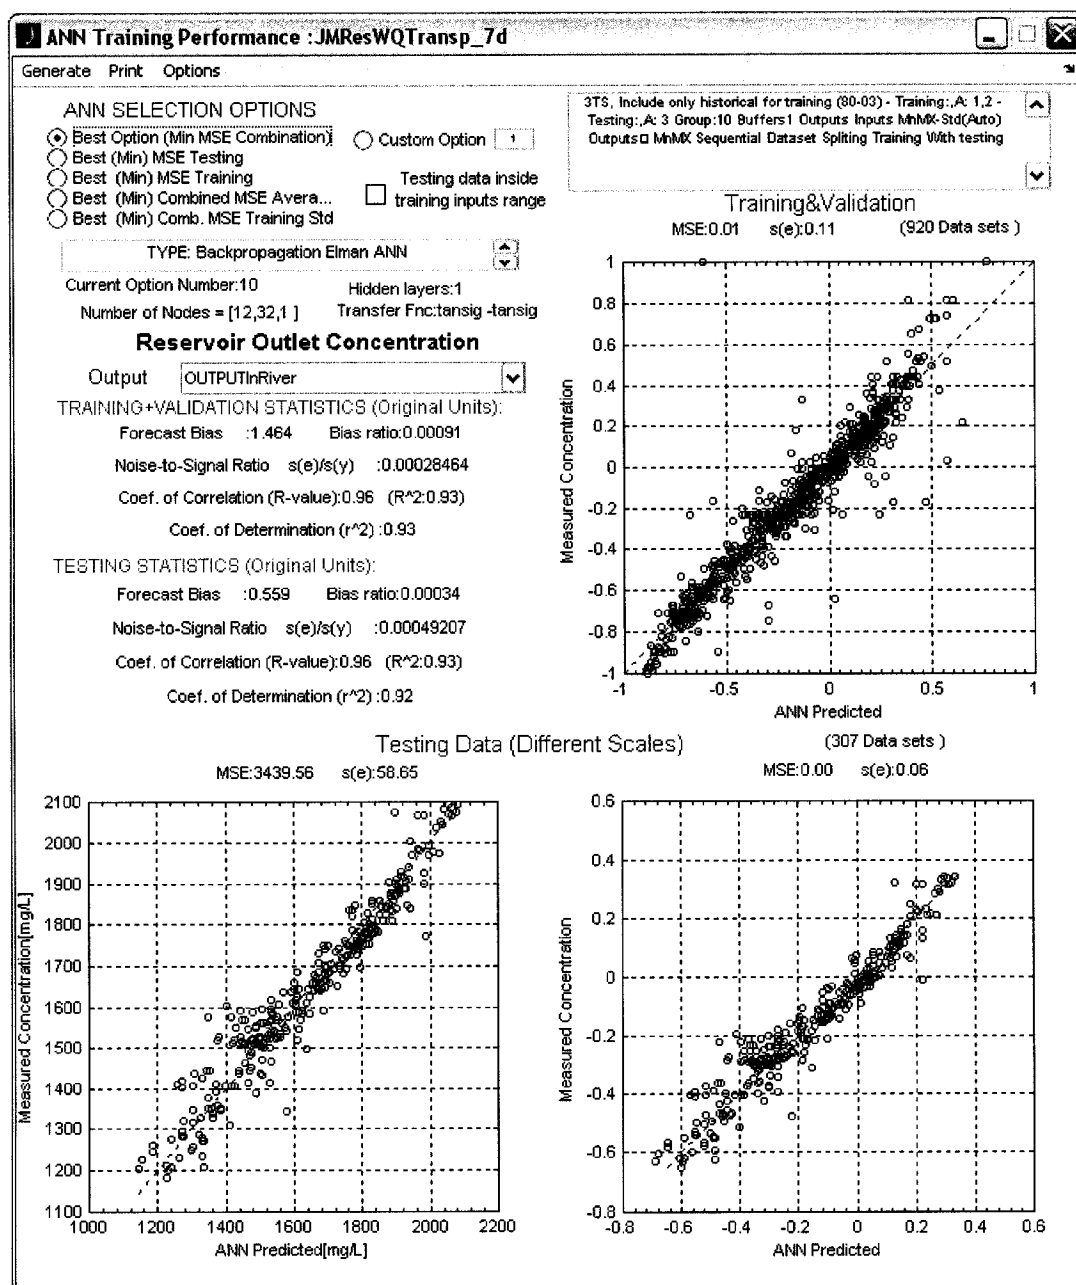 ANN Training Performance :JMResWQTransp_7d
Generate Print Options
ANN SELECTION OPTIONS
Best Option (Min MSE Combination)
Custom Option 1
Best (Min) MSE Testing
Best (Min) MSE Training
Best (Min) Combined MSE Avera...
Best (Min) Comb. MSE Training Std
Testing data inside
training inputs range
3TS, Include only historical for training (80-03) - Training:,A: 1,2 -
Testing:,A: 3 Group:10 Buffers1 Outputs Inputs MnMX-Std(Auto)
Outputs MnMX Sequential Dataset Spliting Training With testing
TYPE: Backpropagation Elman ANN
Current Option Number:10
Hidden layers:1
Number of Nodes = [12,32,1 ]
Transfer Fnc:tansig -tansig
Reservoir Outlet Concentration
Output OUTPUTInRiver
TRAINING+VALIDATION STATISTICS (Original Units):
Forecast Bias :1.464 Bias ratio:0.00091
Noise-to-Signal Ratio s(e)/s(y) :0.00028464
Coef. of Correlation (R-value):0.96 (R^2:0.93)
Coef. of Determination (r^2) :0.93
TESTING STATISTICS (Original Units):
Forecast Bias :0.559 Bias ratio:0.00034
Noise-to-Signal Ratio s(e)/s(y) :0.00049207
Coef. of Correlation (R-value):0.96 (R^2:0.93)
Coef. of Determination (r^2) :0.92
Training&Validation
MSE:0.01 s(e):0.11 (920 Data sets )
1
0.8
0.6
0.4
0.2
0
-0.2
-0.4
-0.6
-0.8
-1
Measured Concentration
-1 -0.5 0 0.5 1
ANN Predicted
Testing Data (Different Scales)
(307 Data sets )
MSE:3439.56 s(e):58.65
2100
2000
1900
1800
1700
1600
1500
1400
1300
1200
1100
Measured Concentration[mg/L]
1000 1200 1400 1600 1800 2000 2200
ANN Predicted[mg/L]
MSE:0.00 s(e):0.06
0.6
0.4
0.2
0
-0.2
-0.4
-0.6
-0.8
Measured Concentration
-0.8 -0.6 -0.4 -0.2 0 0.2 0.4 0.6
ANN Predicted